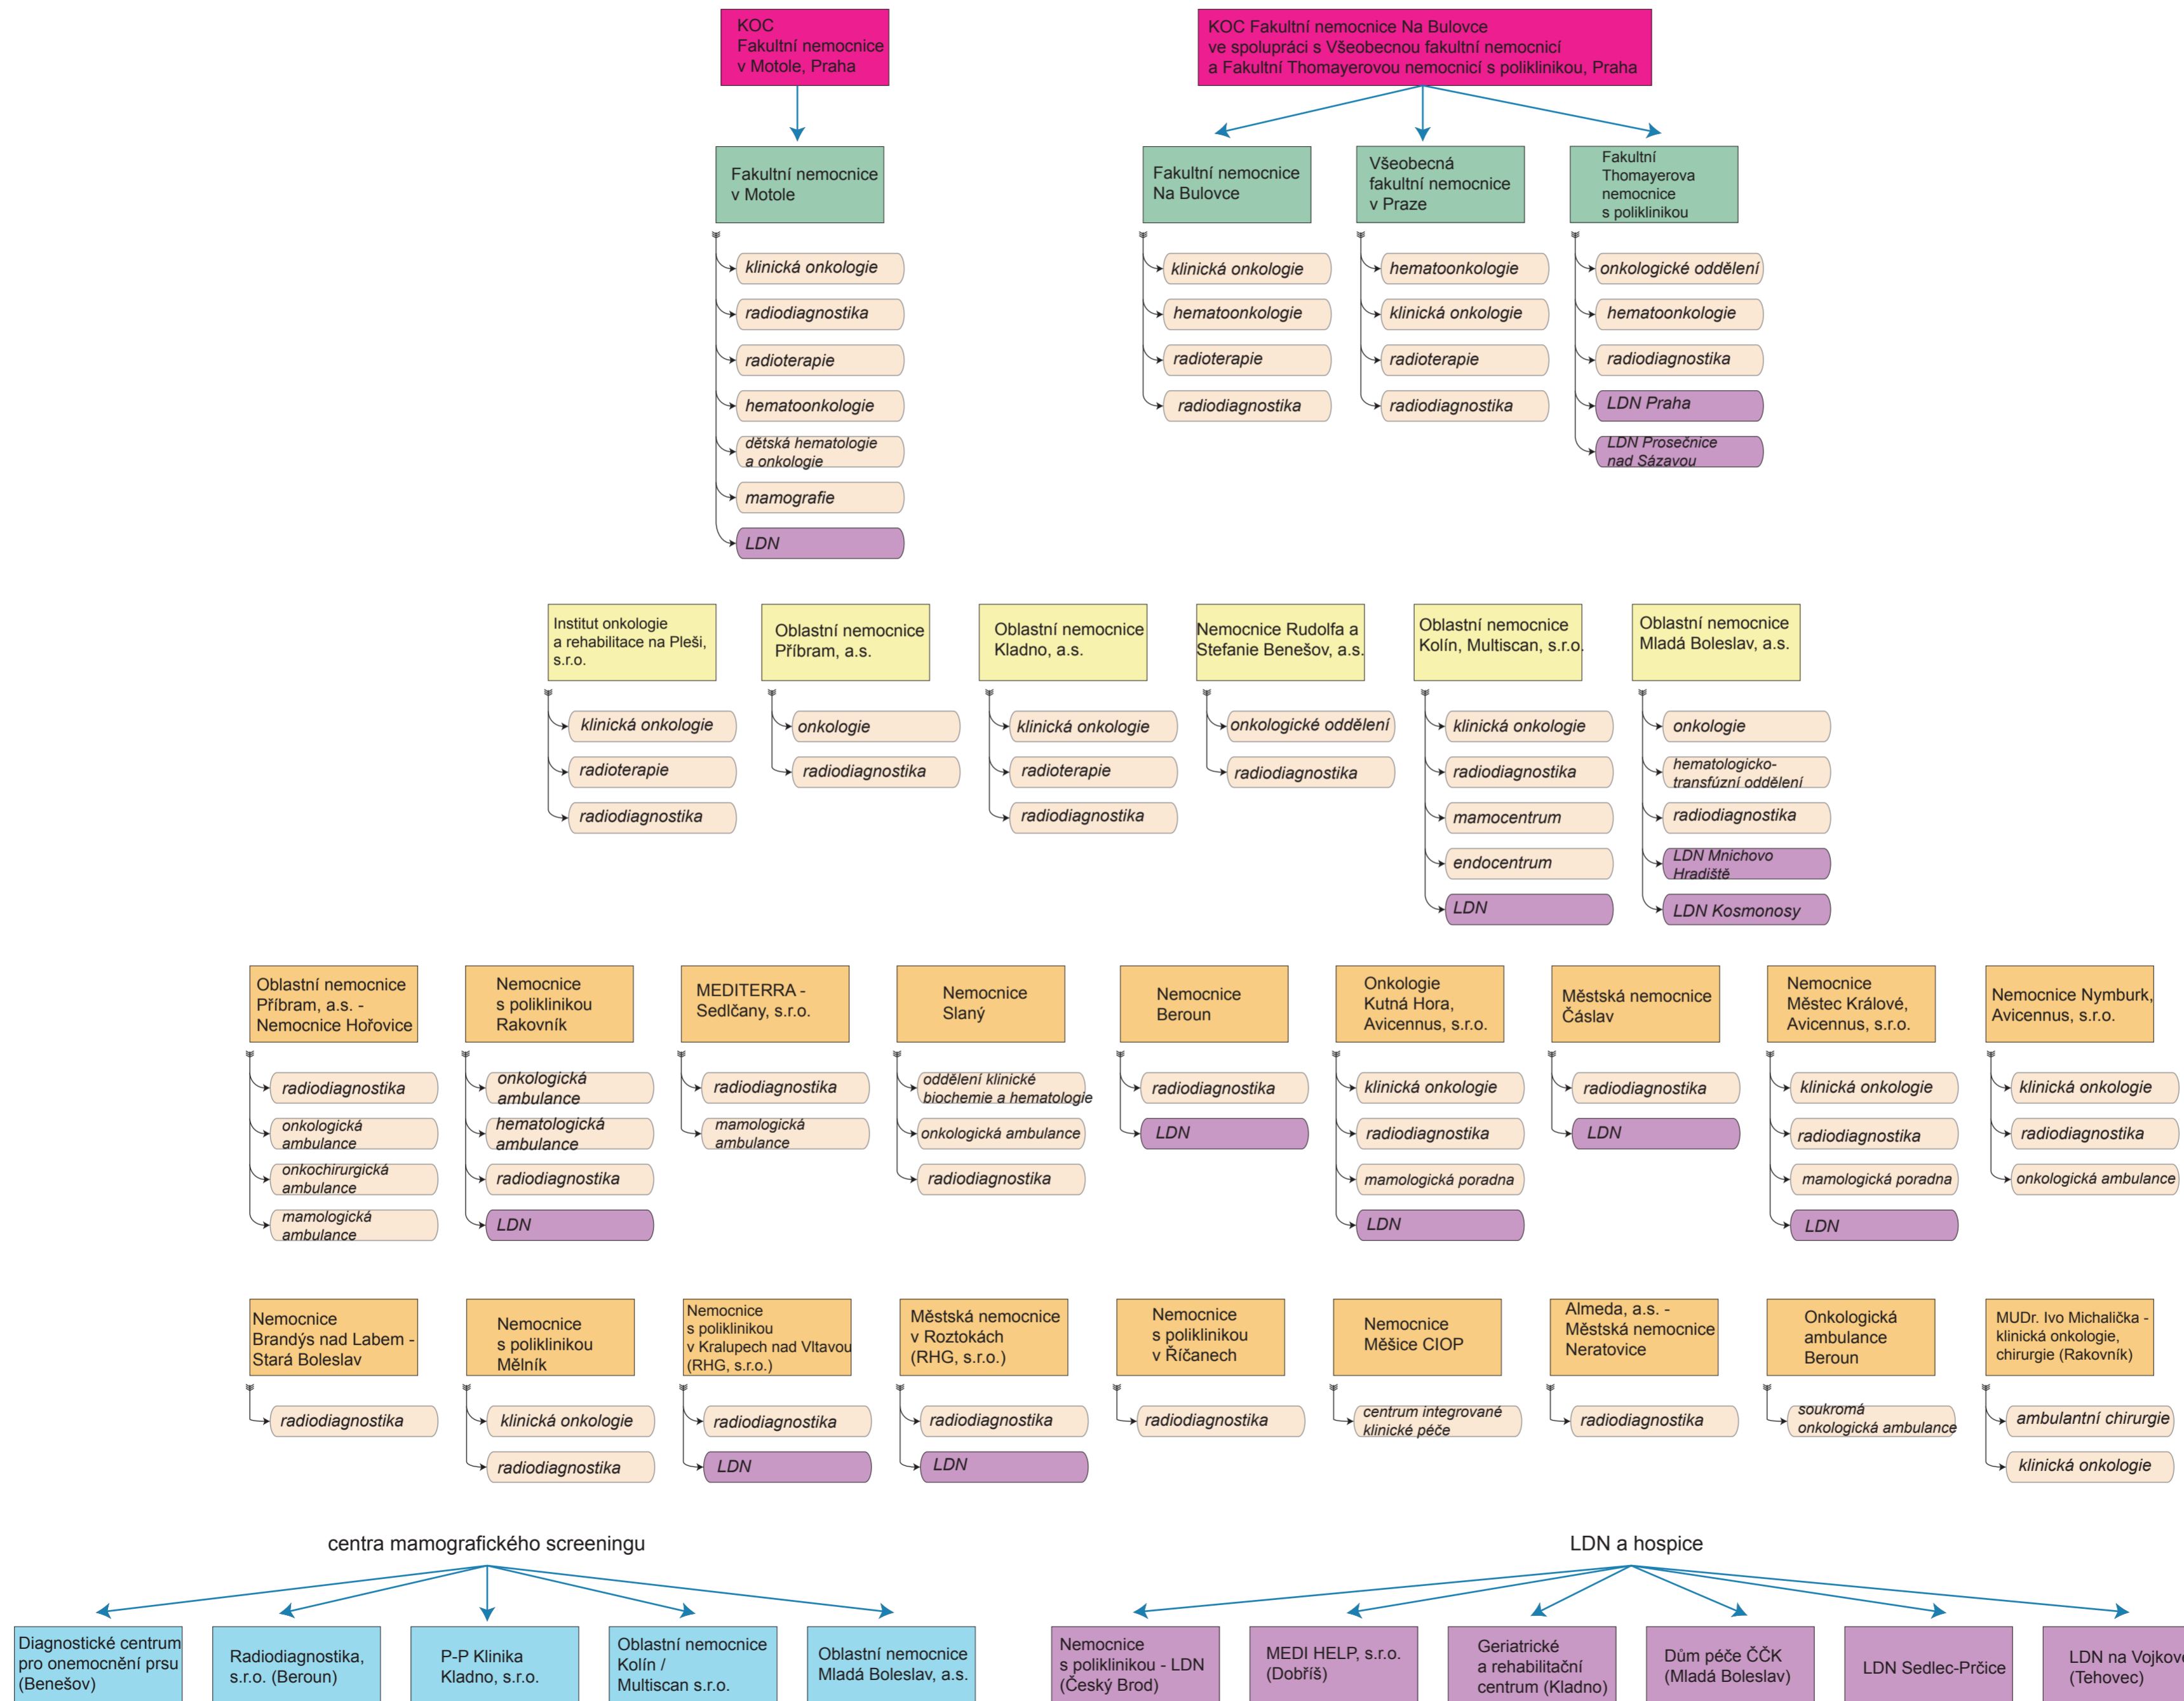 KOC
Fakultní nemocnice
v Motole, Praha
KOC Fakultní nemocnice Na Bulovce
ve spolupráci s Všeobecnou fakultní nemocnicí
a Fakultní Thomayerovou nemocnicí s poliklinikou, Praha
Fakultní nemocnice
v Motole
klinická onkologie
radiodiagnostika
radioterapie
hematoonkologie
dětská hematologie
a onkologie
mamografie
LDN
Fakultní nemocnice
Na Bulovce
klinická onkologie
hematoonkologie
radioterapie
radiodiagnostika
Všeobecná
fakultní nemocnice
v Praze
hematoonkologie
klinická onkologie
radioterapie
radiodiagnostika
Fakultní
Thomayerova
nemocnice
s poliklinikou
onkologické oddělení
hematoonkologie
radiodiagnostika
LDN Praha
LDN Prosečnice
nad Sázavou
Institut onkologie
a rehabilitace na Pleši,
s.r.o.
klinická onkologie
radioterapie
radiodiagnostika
Oblastní nemocnice
Příbram, a.s.
onkologie
radiodiagnostika
Oblastní nemocnice
Kladno, a.s.
klinická onkologie
radioterapie
radiodiagnostika
Nemocnice Rudolfa a
Stefanie Benešov, a.s.
onkologické oddělení
radiodiagnostika
Oblastní nemocnice
Kolín, Multiscan, s.r.o.
klinická onkologie
radiodiagnostika
mamocentrum
endocentrum
LDN
Oblastní nemocnice
Mladá Boleslav, a.s.
onkologie
hematologicko-
transfúzní oddělení
radiodiagnostika
LDN Mnichovo
Hradiště
LDN Kosmonosy
Oblastní nemocnice
Příbram, a.s. -
Nemocnice Hořovice
radiodiagnostika
onkologická
ambulance
onkochirurgická
ambulance
mamologická
ambulance
Nemocnice
s poliklinikou
Rakovník
onkologická
ambulance
hematologická
ambulance
radiodiagnostika
LDN
MEDITERRA -
Sedlčany, s.r.o.
radiodiagnostika
mamologická
ambulance
Nemocnice
Slaný
oddělení klinické
biochemie a hematologie
onkologická ambulance
radiodiagnostika
Nemocnice
Beroun
radiodiagnostika
LDN
Onkologie
Kutná Hora,
Avicennus, s.r.o.
klinická onkologie
radiodiagnostika
mamologická poradna
LDN
Městská nemocnice
Čáslav
radiodiagnostika
LDN
Nemocnice
Městec Králové,
Avicennus, s.r.o.
klinická onkologie
radiodiagnostika
mamologická poradna
LDN
Nemocnice Nymburk,
Avicennus, s.r.o.
klinická onkologie
radiodiagnostika
onkologická ambulance
Nemocnice
Brandýs nad Labem -
Stará Boleslav
radiodiagnostika
Nemocnice
s poliklinikou
Mělník
klinická onkologie
radiodiagnostika
Nemocnice
s poliklinikou
v Kralupech nad Vltavou
(RHG, s.r.o.)
radiodiagnostika
LDN
Městská nemocnice
v Roztokách
(RHG, s.r.o.)
radiodiagnostika
LDN
Nemocnice
s poliklinikou
v Říčanech
radiodiagnostika
Nemocnice
Měšice CIOP
centrum integrované
klinické péče
Almeda, a.s. -
Městská nemocnice
Neratovice
radiodiagnostika
Onkologická
ambulance
Beroun
soukromá
onkologická ambulance
MUDr. Ivo Michalička -
klinická onkologie,
chirurgie (Rakovník)
ambulantní chirurgie
klinická onkologie
centra mamografického screeningu
Diagnostické centrum
pro onemocnění prsu
(Benešov)
Radiodiagnostika,
s.r.o. (Beroun)
P-P Klinika
Kladno, s.r.o.
Oblastní nemocnice
Kolín /
Multiscan s.r.o.
Oblastní nemocnice
Mladá Boleslav, a.s.
LDN a hospice
Nemocnice
s poliklinikou - LDN
(Český Brod)
MEDI HELP, s.r.o.
(Dobříš)
Geriatrické
a rehabilitační
centrum (Kladno)
Dům péče ČČK
(Mladá Boleslav)
LDN Sedlec-Prčice
LDN na Vojkově
(Tehovec)